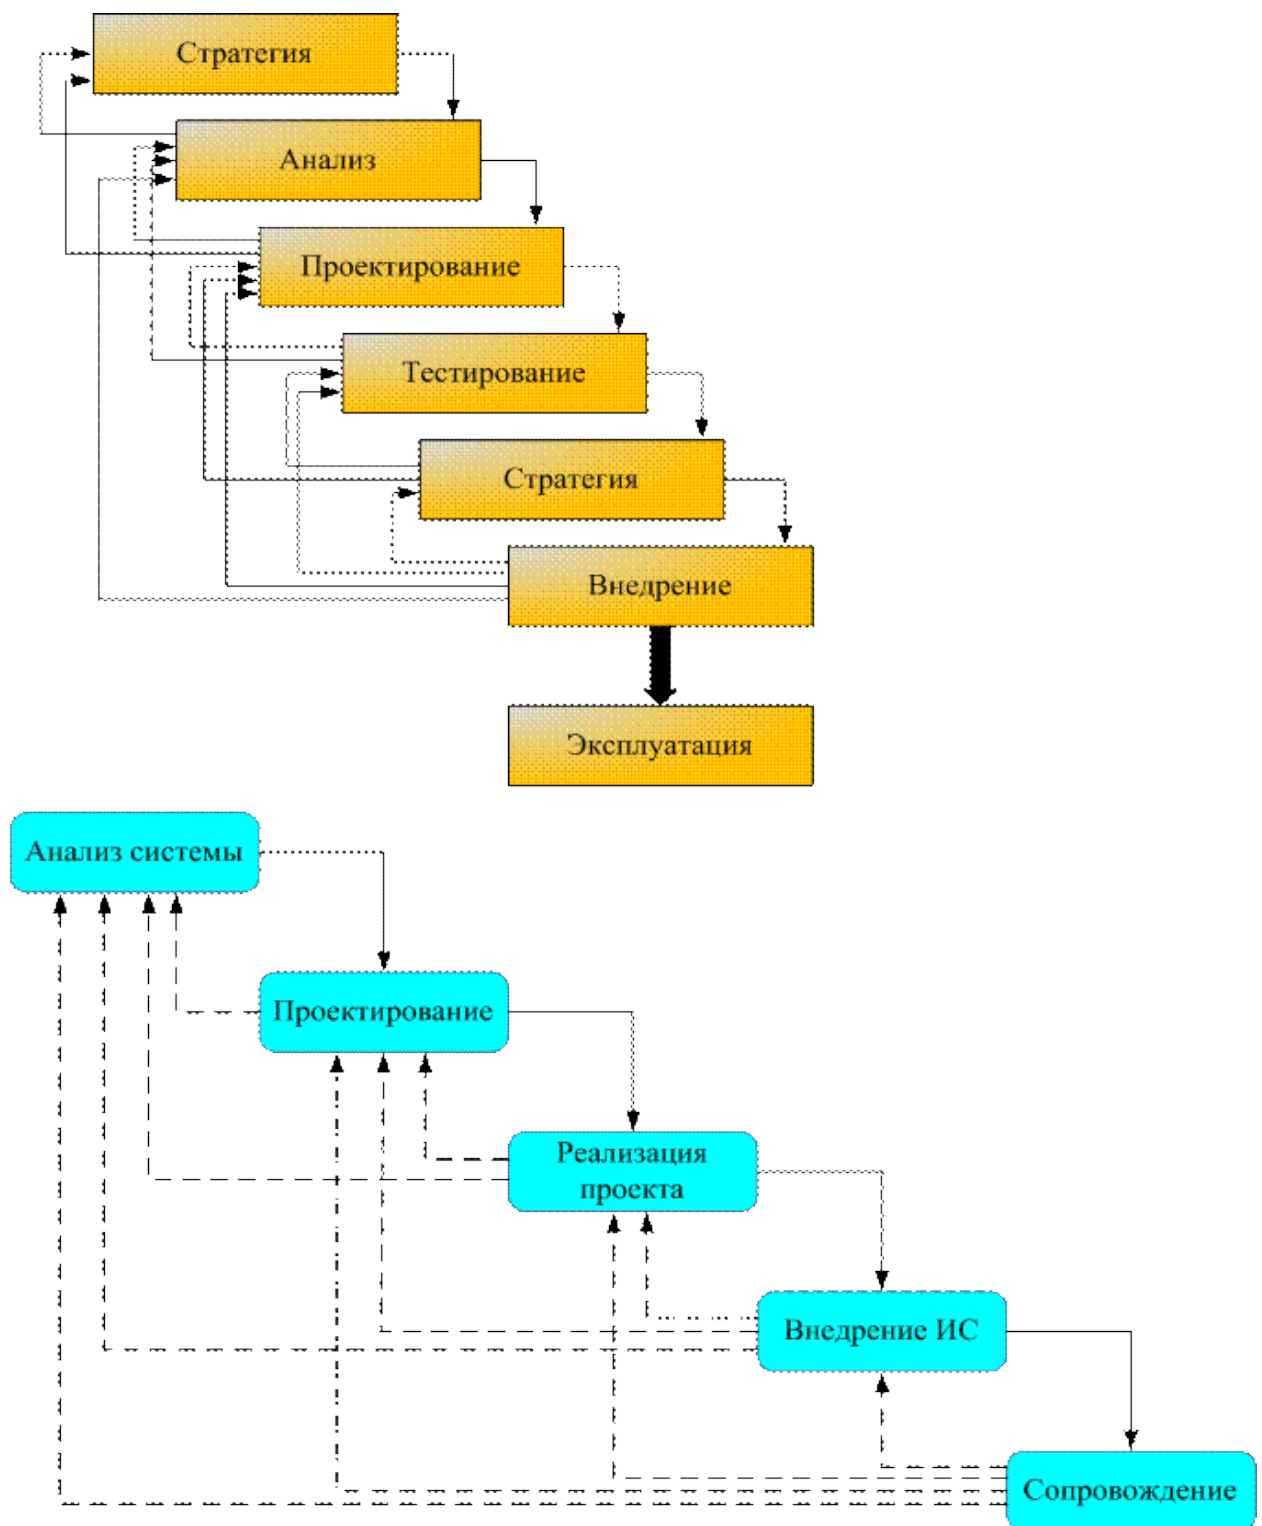 Стратегия
Анализ
Проектирование
Тестирование
Стратегия
Внедрение
Эксплуатация
Анализ системы
Проектирование
Реализация
проекта
Внедрение ИС
Сопровождение